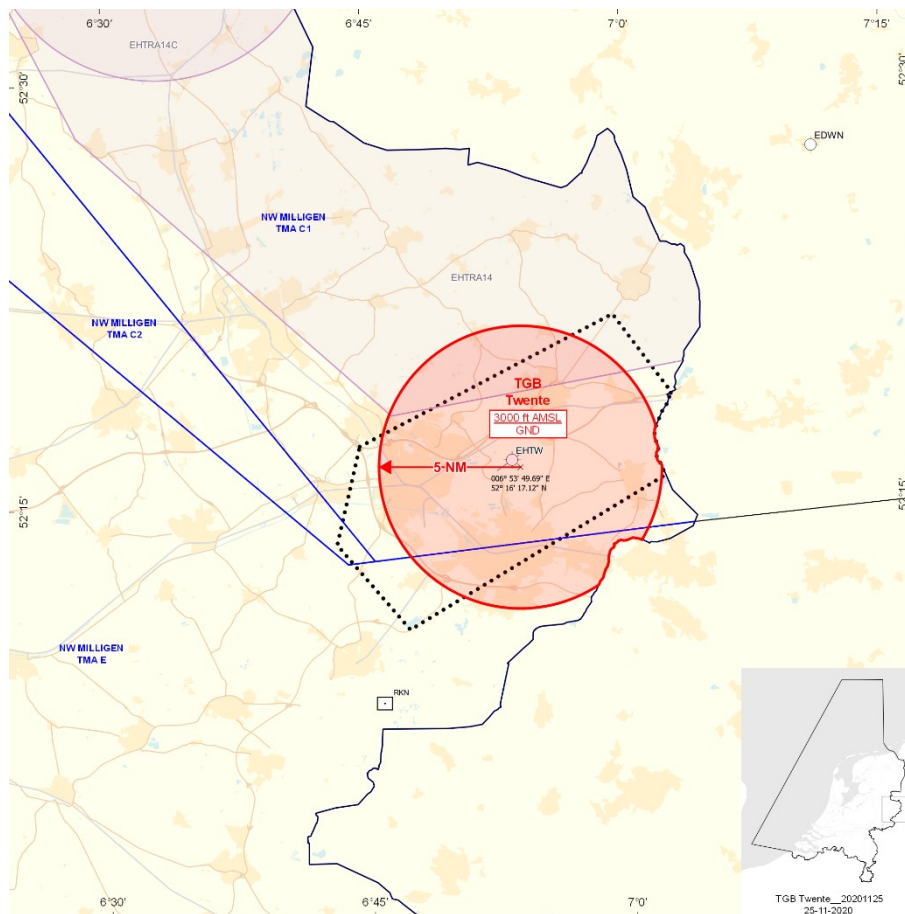 6°30'
6°45'
7°0'
7°15'
EHTRA14C
52°30'
52°30'
EDWN
NW MILLIGEN
TMA C1
EHTRA14
NW MILLIGEN
TMA C2
TGB
Twente
3000 ft AMSL
GND
EHTW
5-NM
006° 53' 49.69" E
52° 16' 17.12" N
52°15'
52°15'
NW MILLIGEN
TMA E
RKN
6°30'
6°45'
7°0'
TGB Twente__20201125
25-11-2020